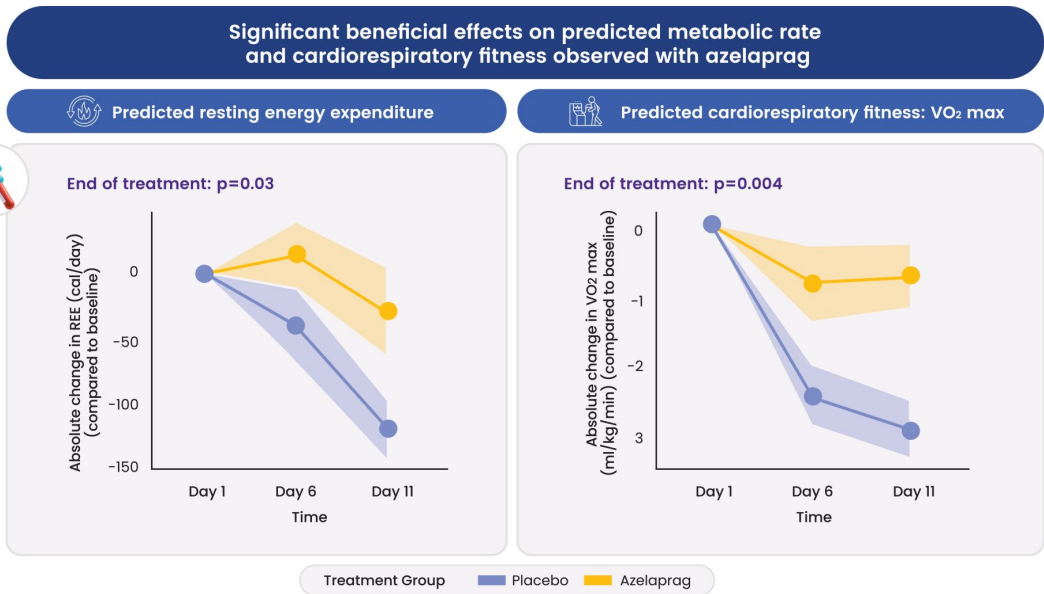 Significant beneficial effects on predicted metabolic rate
and cardiorespiratory fitness observed with azelaprag
Predicted resting energy expenditure
End of treatment: p=0.03
Absolute change in REE (cal/day)
(compared to baseline)
0
-50
-100
-150
Day 1
Day 6
Day 11
Time
Predicted cardiorespiratory fitness: VO₂ max
End of treatment: p=0.004
Absolute change in VO2 max
(ml/kg/min) (compared to baseline)
0
-1
-2
3
Day 1
Day 6
Day 11
Time
Treatment Group
Placebo
Azelaprag